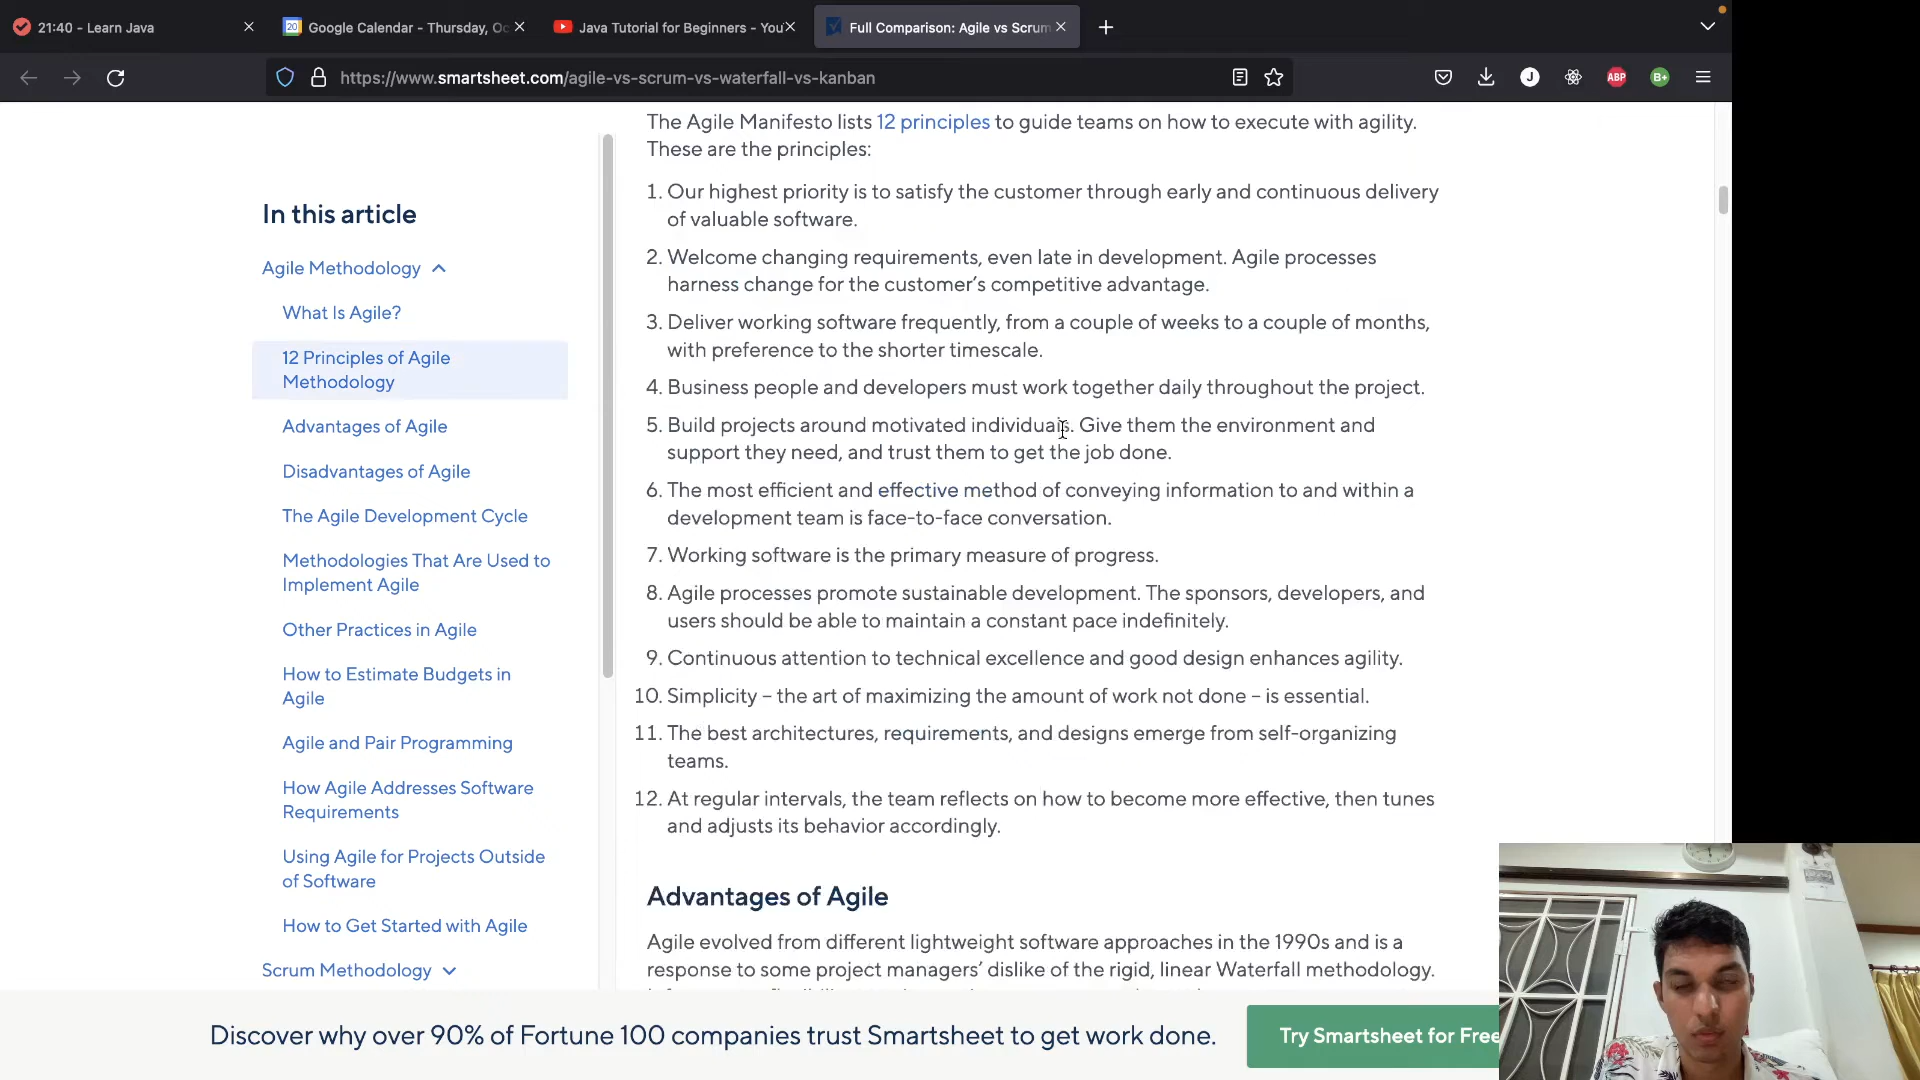 21:40 - Learn Java
20
Google Calendar - Thursday, Oc
Java Tutorial for Beginners - You
Full Comparison: Agile vs Scrum
https://www.smartsheet.com/agile-vs-scrum-vs-waterfall-vs-kanban
J
ABP
B+
In this article
Agile Methodology
What Is Agile?
12 Principles of Agile
Methodology
Advantages of Agile
Disadvantages of Agile
The Agile Development Cycle
Methodologies That Are Used to
Implement Agile
Other Practices in Agile
How to Estimate Budgets in
Agile
Agile and Pair Programming
How Agile Addresses Software
Requirements
Using Agile for Projects Outside
of Software
How to Get Started with Agile
Scrum Methodology
The Agile Manifesto lists 12 principles to guide teams on how to execute with agility.
These are the principles:
1. Our highest priority is to satisfy the customer through early and continuous delivery
of valuable software.
2. Welcome changing requirements, even late in development. Agile processes
harness change for the customer’s competitive advantage.
3. Deliver working software frequently, from a couple of weeks to a couple of months,
with preference to the shorter timescale.
4. Business people and developers must work together daily throughout the project.
5. Build projects around motivated individuals. Give them the environment and
support they need, and trust them to get the job done.
6. The most efficient and effective method of conveying information to and within a
development team is face-to-face conversation.
7. Working software is the primary measure of progress.
8. Agile processes promote sustainable development. The sponsors, developers, and
users should be able to maintain a constant pace indefinitely.
9. Continuous attention to technical excellence and good design enhances agility.
10. Simplicity – the art of maximizing the amount of work not done – is essential.
11. The best architectures, requirements, and designs emerge from self-organizing
teams.
12. At regular intervals, the team reflects on how to become more effective, then tunes
and adjusts its behavior accordingly.
Advantages of Agile
Agile evolved from different lightweight software approaches in the 1990s and is a
response to some project managers’ dislike of the rigid, linear Waterfall methodology.
Discover why over 90% of Fortune 100 companies trust Smartsheet to get work done.
Try Smartsheet for Free